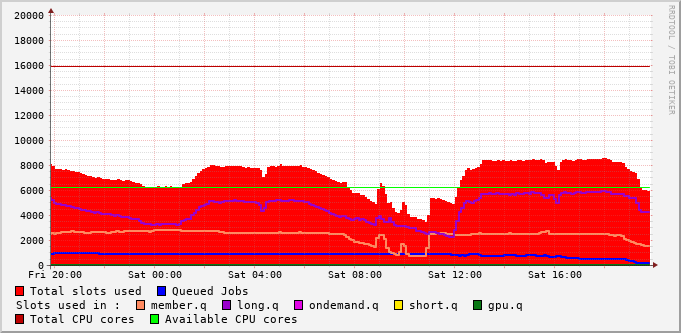 20000
18000
16000
14000
12000
10000
8000
6000
4000
2000
0
Fri 20:00 Sat 00:00 Sat 04:00 Sat 08:00 Sat 12:00 Sat 16:00
RRDTOOL / TOBI OETIKER
Total slots used Queued Jobs
Slots used in : member.q long.q ondemand.q short.q gpu.q
Total CPU cores Available CPU cores